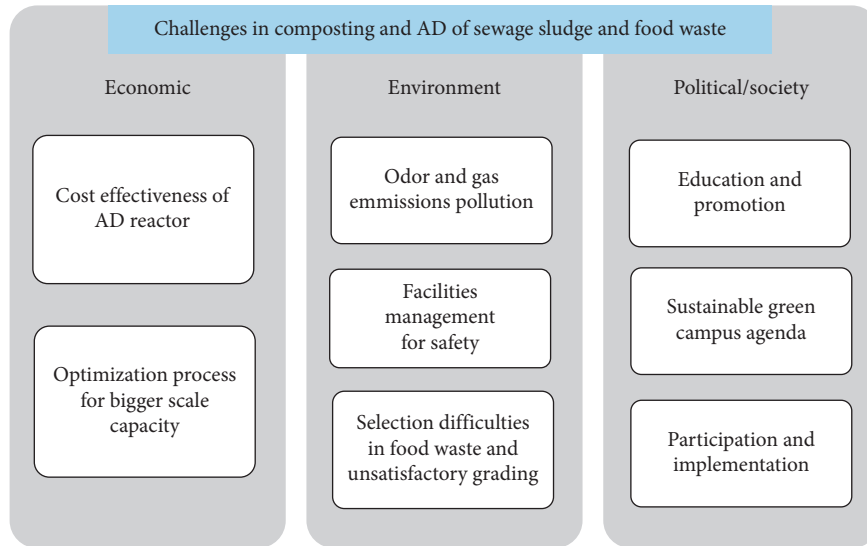 Challenges in composting and AD of sewage sludge and food waste
Economic
Cost effectiveness of
AD reactor
Optimization process
for bigger scale
capacity
Environment
Odor and gas
emmissions pollution
Facilities
management
for safety
Selection difficulties
in food waste and
unsatisfactory grading
Political/society
Education and
promotion
Sustainable green
campus agenda
Participation and
implementation